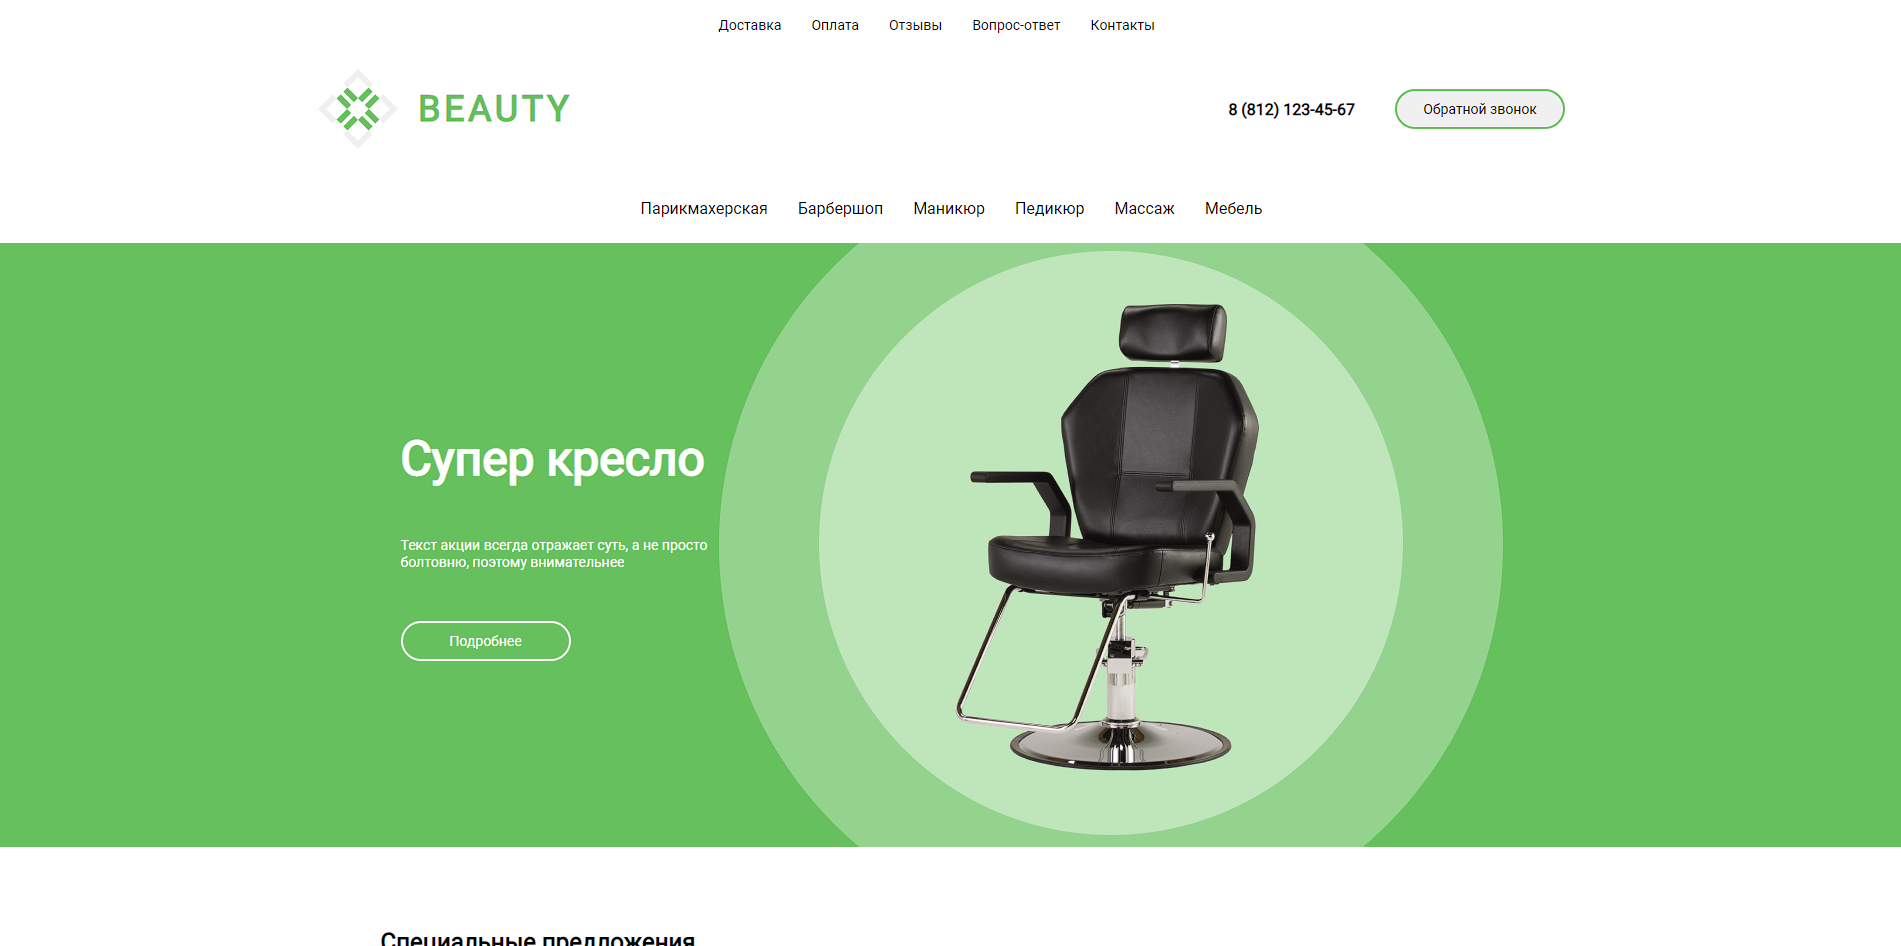 Доставка Оплата Отзывы Вопрос-ответ Контакты
BEAUTY
8 (812) 123-45-67
Обратной звонок
Парикмахерская Барбершоп Маникюр Педикюр Массаж Мебель
Супер кресло
Текст акции всегда отражает суть, а не просто
болтовню, поэтому внимательнее
Подробнее
Специальные предложения